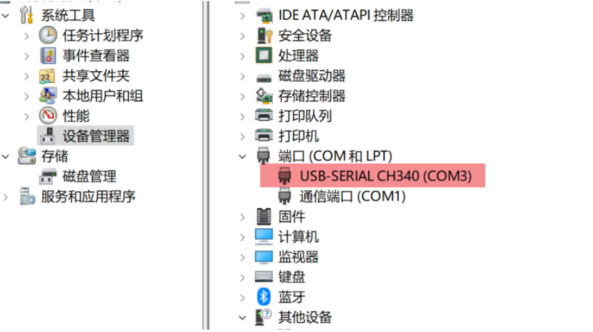 系统工具
任务计划程序
事件查看器
共享文件夹
本地用户和组
性能
设备管理器
存储
磁盘管理
服务和应用程序
IDE ATA/ATAPI 控制器
安全设备
处理器
磁盘驱动器
存储控制器
打印队列
打印机
端口 (COM 和 LPT)
USB-SERIAL CH340 (COM3)
通信端口 (COM1)
固件
计算机
监视器
键盘
蓝牙
其他设备